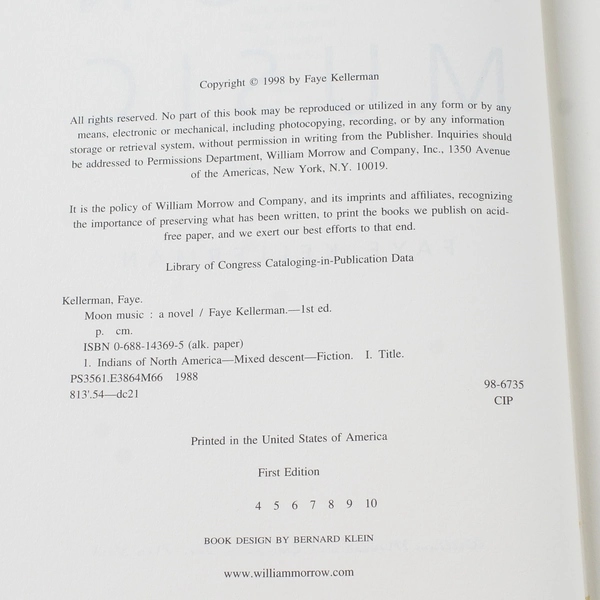 Copyright © 1998 by Faye Kellerman
All rights reserved. No part of this book may be reproduced or utilized in any form or by any
means, electronic or mechanical, including photocopying, recording, or by any information
storage or retrieval system, without permission in writing from the Publisher. Inquiries should
be addressed to Permissions Department, William Morrow and Company, Inc., 1350 Avenue
of the Americas, New York, N.Y. 10019.
It is the policy of William Morrow and Company, and its imprints and affiliates, recognizing
the importance of preserving what has been written, to print the books we publish on acid-
free paper, and we exert our best efforts to that end.
Library of Congress Cataloging-in-Publication Data
Kellerman, Faye.
Moon music : a novel / Faye Kellerman.—1st ed.
p. cm.
ISBN 0-688-14369-5 (alk. paper)
1. Indians of North America—Mixed descent—Fiction. I. Title.
PS3561.E3864M66 1988
813'.54—dc21
98-6735
CIP
Printed in the United States of America
First Edition
4 5 6 7 8 9 10
BOOK DESIGN BY BERNARD KLEIN
www.williammorrow.com